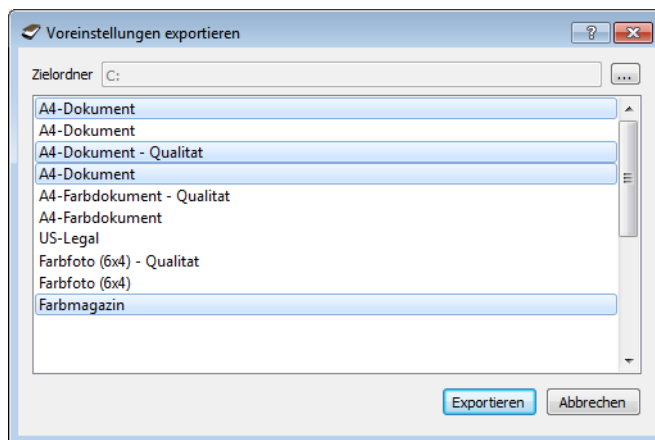 Voreinstellungen exportieren
Zielordner C: ...
A4-Dokument
A4-Dokument
A4-Dokument - Qualitat
A4-Dokument
A4-Farbdokument - Qualitat
A4-Farbdokument
US-Legal
Farbfoto (6x4) - Qualitat
Farbfoto (6x4)
Farbmagazin
Exportieren Abbrechen